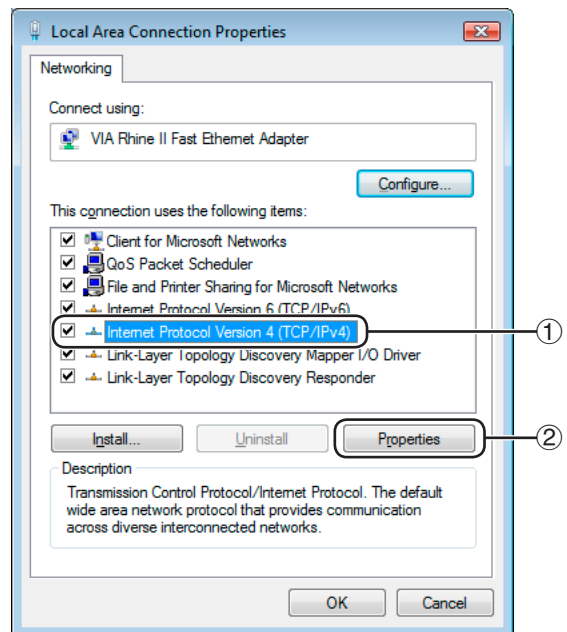 Local Area Connection Properties
Networking
Connect using:
VIA Rhine II Fast Ethernet Adapter
Configure...
This connection uses the following items:
Client for Microsoft Networks
QoS Packet Scheduler
File and Printer Sharing for Microsoft Networks
Internet Protocol Version 6 (TCP/IPv6)
Internet Protocol Version 4 (TCP/IPv4)
①
Link-Layer Topology Discovery Mapper I/O Driver
Link-Layer Topology Discovery Responder
Install...
Uninstall
Properties
②
Description
Transmission Control Protocol/Internet Protocol. The default
wide area network protocol that provides communication
across diverse interconnected networks.
OK
Cancel